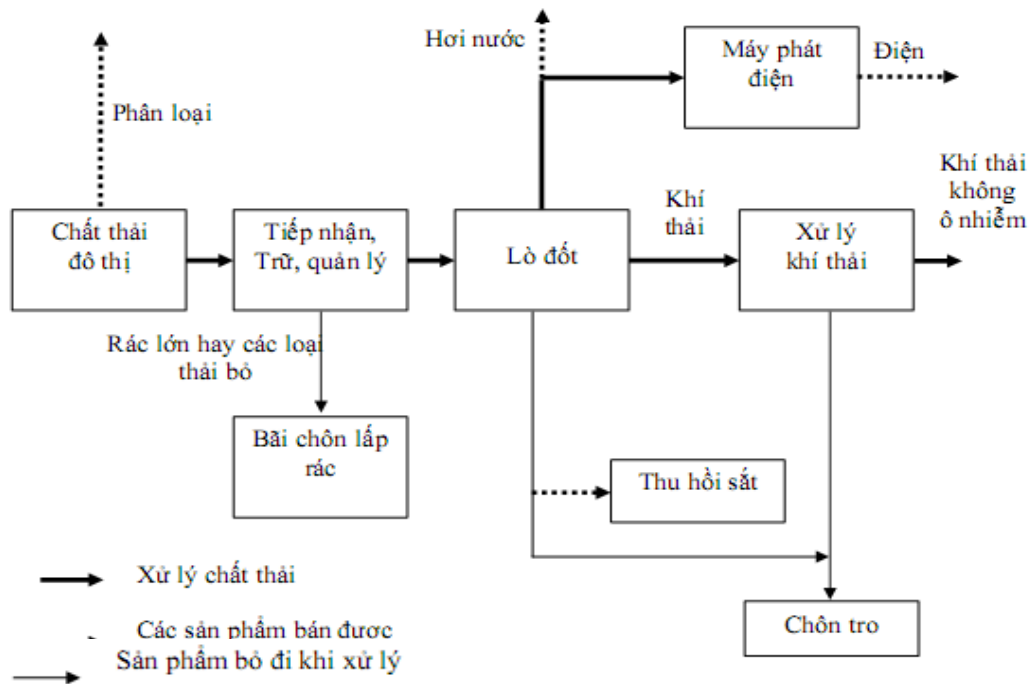 Hơi nước
Máy phát
điện
Điện
Phân loại
Khí thải
không
ô nhiễm
Khí
thải
Chất thải
đô thị
Tiếp nhận,
Trữ, quản lý
Lò đốt
Xử lý
khí thải
Rác lớn hay các loại
thải bỏ
Bãi chôn lấp
rác
Thu hồi sắt
Xử lý chất thải
Chôn tro
Các sản phẩm bán được
Sản phẩm bỏ đi khi xử lý